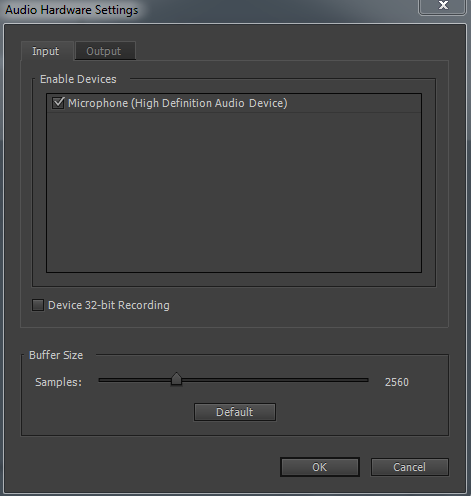 Audio Hardware Settings
Input
Output
Enable Devices
Microphone (High Definition Audio Device)
Device 32-bit Recording
Buffer Size
Samples:
2560
Default
OK
Cancel